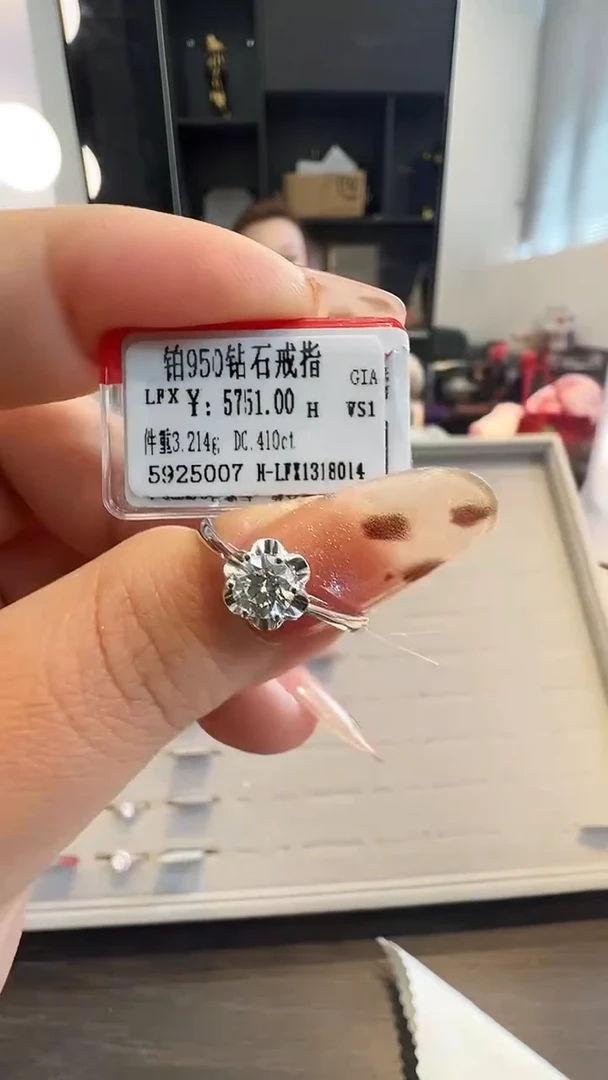 铂950钻石戒指
GIA
LFX ¥: 5751.00 H VS1
件重3.214g DC.410ct
5925007 H-LFX1318014